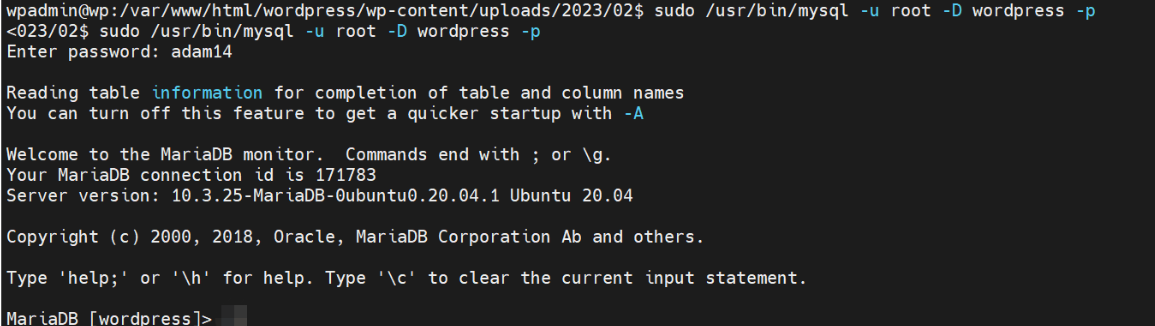 wpadmin@wp:/var/www/html/wordpress/wp-content/uploads/2023/02$ sudo /usr/bin/mysql -u root -D wordpress -p
<023/02$ sudo /usr/bin/mysql -u root -D wordpress -p
Enter password: adam14
Reading table information for completion of table and column names
You can turn off this feature to get a quicker startup with -A
Welcome to the MariaDB monitor.  Commands end with ; or \g.
Your MariaDB connection id is 171783
Server version: 10.3.25-MariaDB-0ubuntu0.20.04.1 Ubuntu 20.04
Copyright (c) 2000, 2018, Oracle, MariaDB Corporation Ab and others.
Type 'help;' or '\h' for help. Type '\c' to clear the current input statement.
MariaDB [wordpress]>